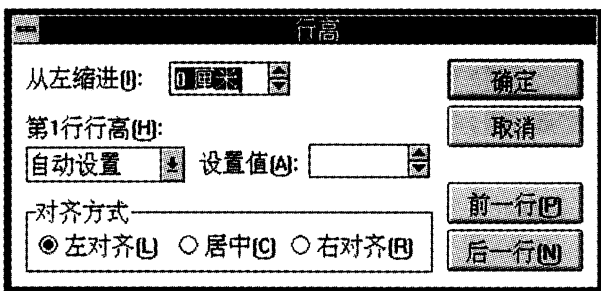 行高
从左缩进(I): 0 厘米
确定
第1行行高(H):
取消
自动设置 设置值(A):
前一行(P)
对齐方式
左对齐(L) 居中(C) 右对齐(R)
后一行(N)